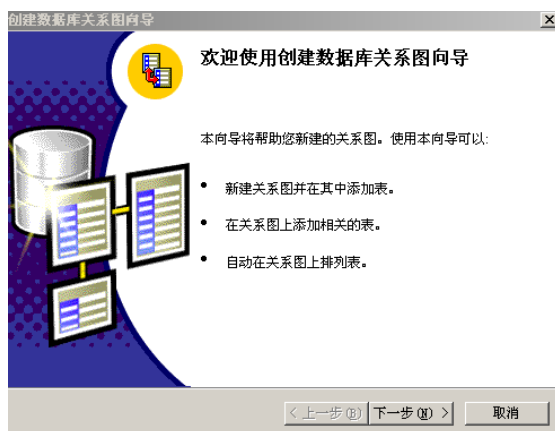 创建数据库关系图向导
欢迎使用创建数据库关系图向导
本向导将帮助您新建的关系图。使用本向导可以:
• 新建关系图并在其中添加表。
• 在关系图上添加相关的表。
• 自动在关系图上排列表。
< 上一步(B) 下一步(N) > 取消